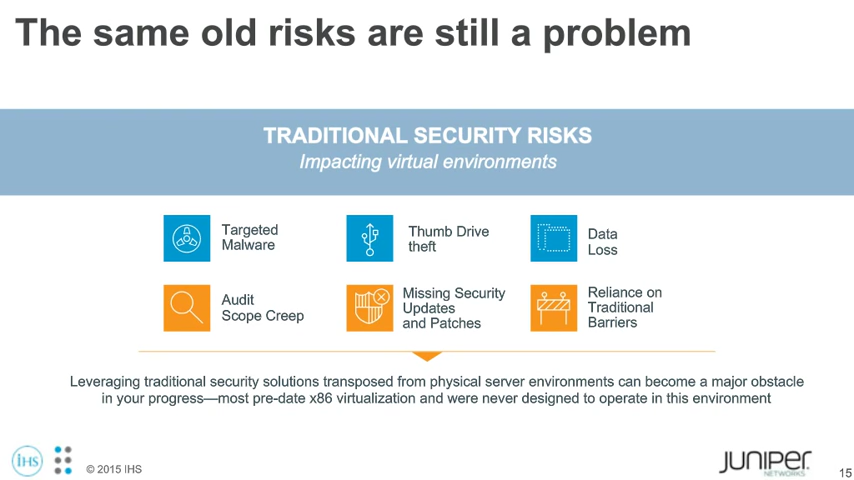 The same old risks are still a problem
TRADITIONAL SECURITY RISKS
Impacting virtual environments
Targeted
Malware
Thumb Drive
theft
Data
Loss
Audit
Scope Creep
Missing Security
Updates
and Patches
Reliance on
Traditional
Barriers
Leveraging traditional security solutions transposed from physical server environments can become a major obstacle
in your progress—most pre-date x86 virtualization and were never designed to operate in this environment
iHS
© 2015 IHS
JUNIPER
NETWORKS
15